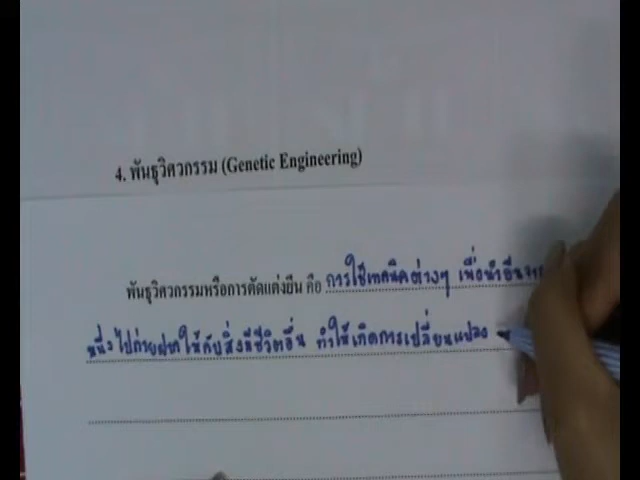 4. พันธุวิศวกรรม (Genetic Engineering)
พันธุวิศวกรรมหรือการตัดแต่งยีน คือ การใช้เทคนิคต่างๆ เพื่อนำยีนจาก
หนึ่งไปถ่ายฝากให้กับสิ่งมีชีวิตอื่น ทำให้เกิดการเปลี่ยนแปลง